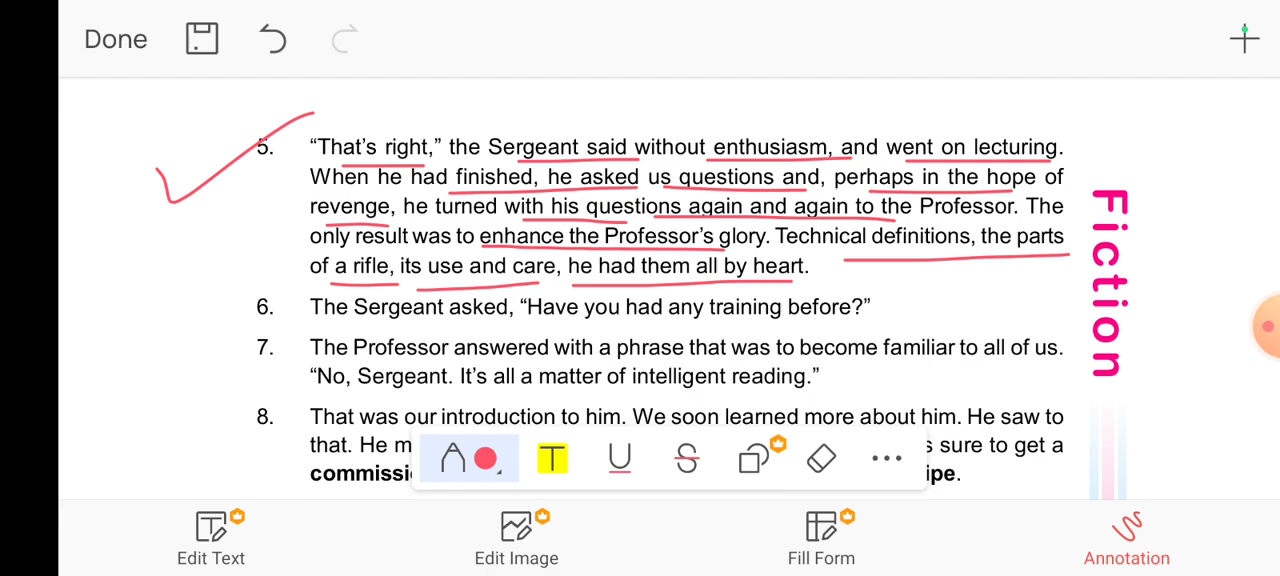 Done
5. “That’s right,” the Sergeant said without enthusiasm, and went on lecturing.
When he had finished, he asked us questions and, perhaps in the hope of
revenge, he turned with his questions again and again to the Professor. The
only result was to enhance the Professor’s glory. Technical definitions, the parts
of a rifle, its use and care, he had them all by heart.
6. The Sergeant asked, “Have you had any training before?”
7. The Professor answered with a phrase that was to become familiar to all of us.
“No, Sergeant. It’s all a matter of intelligent reading.”
8. That was our introduction to him. We soon learned more about him. He saw to
that. He m s sure to get a
commissi ipe.
Fiction
T U S
Edit Text Edit Image Fill Form Annotation